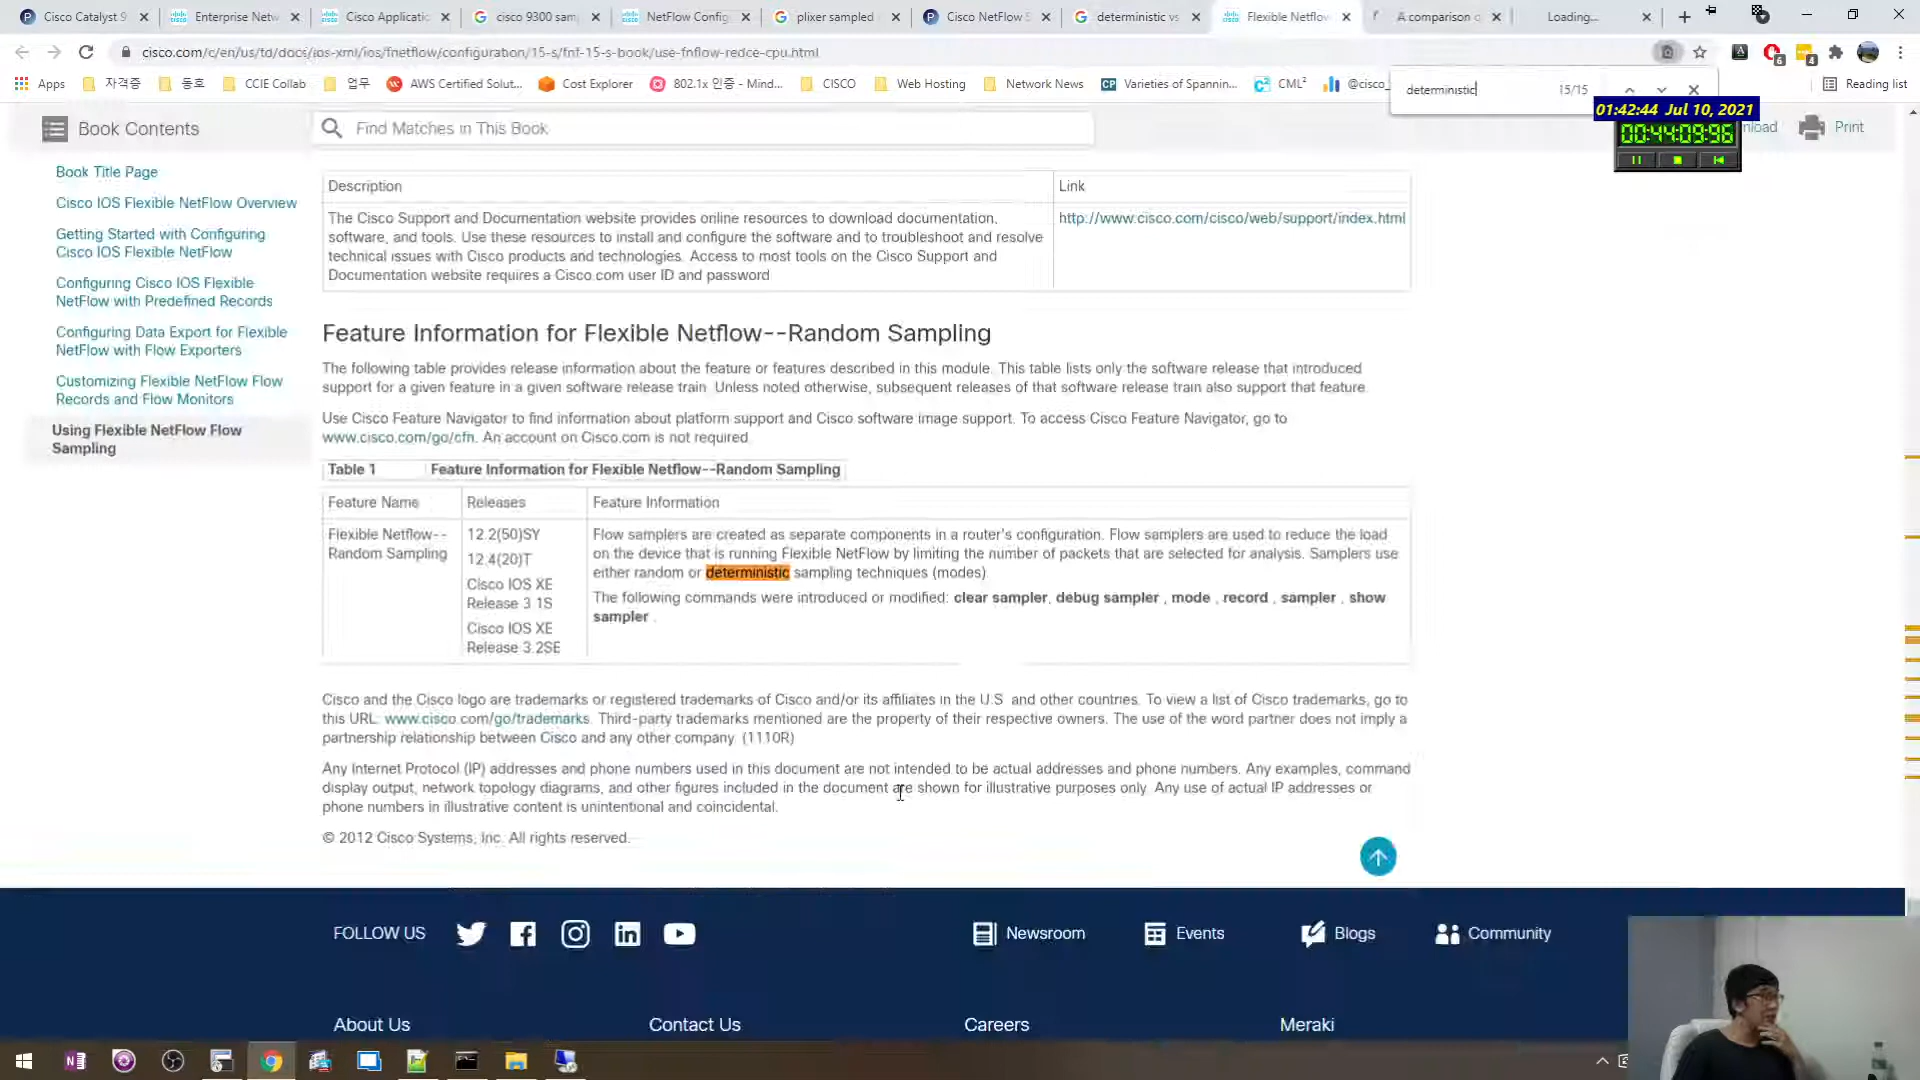 Cisco Catalyst 9
Enterprise Netw
Cisco Applicatio
cisco 9300 sam
NetFlow Config
plixer sampled
Cisco NetFlow S
deterministic vs
Flexible Netflow
A comparison o
Loading...
cisco.com/c/en/us/td/docs/ios-xml/ios/fnetflow/configuration/15-s/fnf-15-s-book/use-fnflow-redce-cpu.html
Apps
자격증
동호
CCIE Collab
업무
AWS Certified Solut...
Cost Explorer
802.1x 인증 - Mind...
CISCO
Web Hosting
Network News
Varieties of Spannin...
CML²
@cisco_
Reading list
deterministic
15/15
01:42:44 Jul 10, 2021
00:44:09:96
Book Contents
Find Matches in This Book
nload
Print
Book Title Page
Cisco IOS Flexible NetFlow Overview
Getting Started with Configuring
Cisco IOS Flexible NetFlow
Configuring Cisco IOS Flexible
NetFlow with Predefined Records
Configuring Data Export for Flexible
NetFlow with Flow Exporters
Customizing Flexible NetFlow Flow
Records and Flow Monitors
Using Flexible NetFlow Flow
Sampling
Description
Link
The Cisco Support and Documentation website provides online resources to download documentation,
software, and tools. Use these resources to install and configure the software and to troubleshoot and resolve
technical issues with Cisco products and technologies. Access to most tools on the Cisco Support and
Documentation website requires a Cisco.com user ID and password
http://www.cisco.com/cisco/web/support/index.html
Feature Information for Flexible Netflow--Random Sampling
The following table provides release information about the feature or features described in this module. This table lists only the software release that introduced
support for a given feature in a given software release train. Unless noted otherwise, subsequent releases of that software release train also support that feature.
Use Cisco Feature Navigator to find information about platform support and Cisco software image support. To access Cisco Feature Navigator, go to
www.cisco.com/go/cfn. An account on Cisco.com is not required.
Table 1 Feature Information for Flexible Netflow--Random Sampling
Feature Name
Releases
Feature Information
Flexible Netflow--
Random Sampling
12.2(50)SY
12.4(20)T
Cisco IOS XE
Release 3.1S
Cisco IOS XE
Release 3.2SE
Flow samplers are created as separate components in a router's configuration. Flow samplers are used to reduce the load
on the device that is running Flexible NetFlow by limiting the number of packets that are selected for analysis. Samplers use
either random or deterministic sampling techniques (modes).
The following commands were introduced or modified: clear sampler, debug sampler , mode , record , sampler , show
sampler .
Cisco and the Cisco logo are trademarks or registered trademarks of Cisco and/or its affiliates in the U.S. and other countries. To view a list of Cisco trademarks, go to
this URL: www.cisco.com/go/trademarks. Third-party trademarks mentioned are the property of their respective owners. The use of the word partner does not imply a
partnership relationship between Cisco and any other company. (1110R)
Any Internet Protocol (IP) addresses and phone numbers used in this document are not intended to be actual addresses and phone numbers. Any examples, command
display output, network topology diagrams, and other figures included in the document are shown for illustrative purposes only. Any use of actual IP addresses or
phone numbers in illustrative content is unintentional and coincidental.
© 2012 Cisco Systems, Inc. All rights reserved.
FOLLOW US
Newsroom
Events
Blogs
Community
About Us
Contact Us
Careers
Meraki